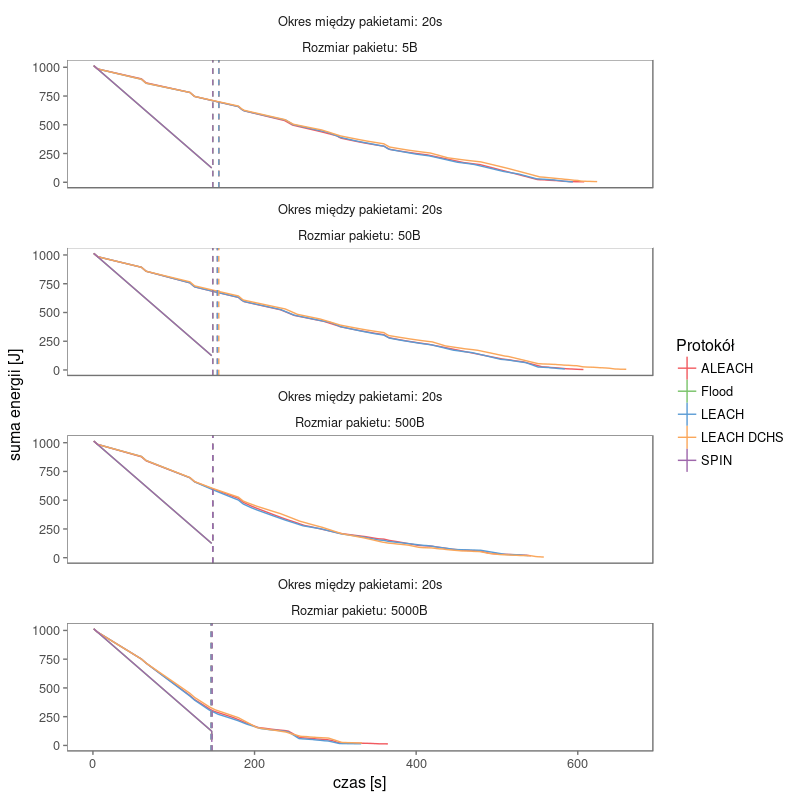 Okres między pakietami: 20s
Rozmiar pakietu: 5B
1000
750
500
250
0
Okres między pakietami: 20s
Rozmiar pakietu: 50B
1000
750
500
250
0
Okres między pakietami: 20s
Rozmiar pakietu: 500B
1000
750
500
250
0
Okres między pakietami: 20s
Rozmiar pakietu: 5000B
1000
750
500
250
0
0 200 400 600
czas [s]
suma energii [J]
Protokół
ALEACH
Flood
LEACH
LEACH DCHS
SPIN